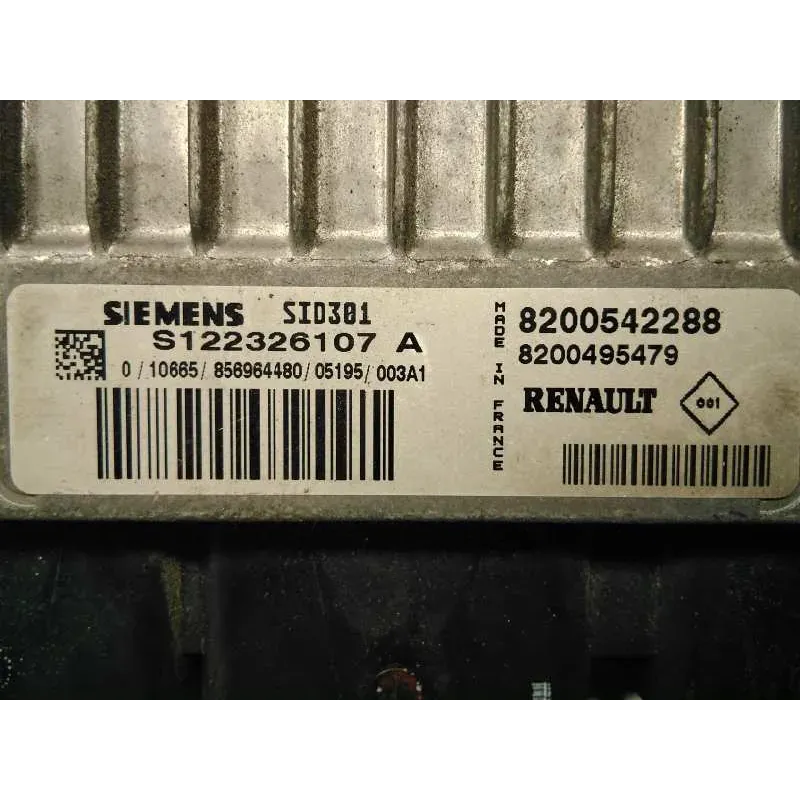 SIEMENS SID301
S122326107 A
0/10665/856964480/05195/003A1
MADE IN FRANCE
8200542288
8200495479
RENAULT 001